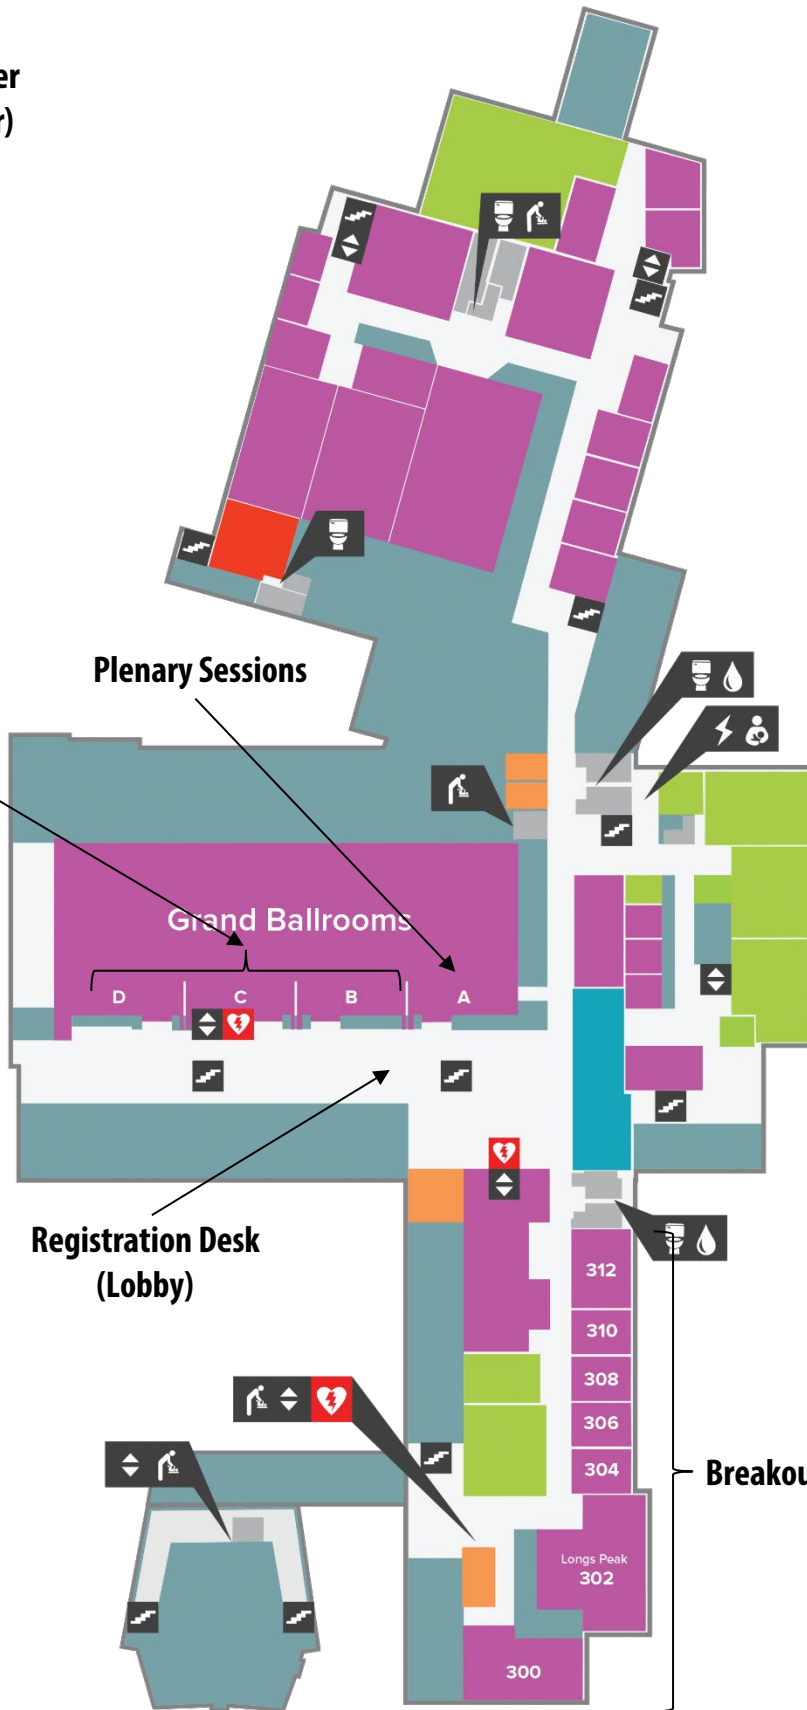 er
r)
Plenary Sessions
Grand Ballrooms
D C B A
Registration Desk
(Lobby)
312
310
308
306
304
Breakou
Longs Peak
302
300